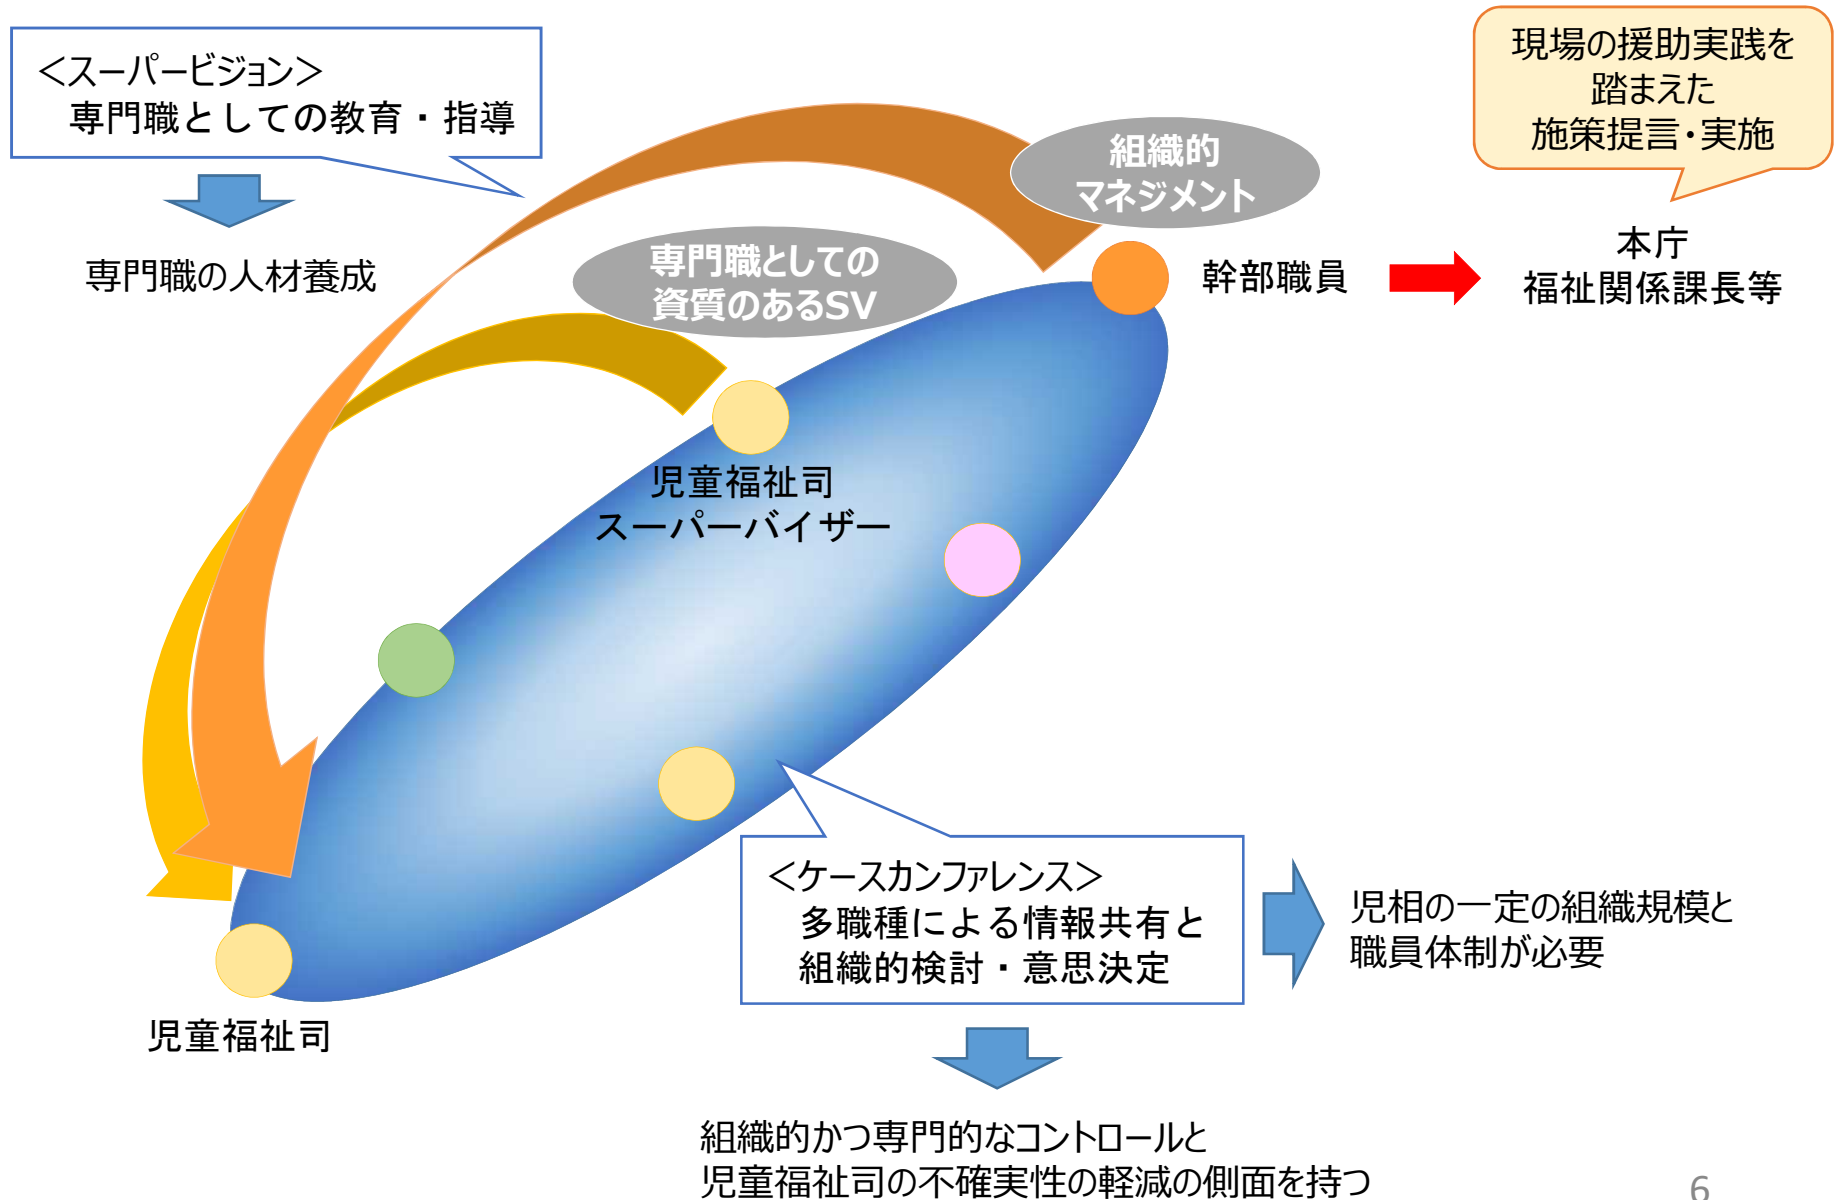 <スーパービジョン>
専門職としての教育・指導
専門職の人材養成
現場の援助実践を
踏まえた
施策提言・実施
組織的
マネジメント
専門職としての
資質のあるSV
幹部職員
本庁
福祉関係課長等
児童福祉司
スーパーバイザー
<ケースカンファレンス>
多職種による情報共有と
組織的検討・意思決定
児相の一定の組織規模と
職員体制が必要
児童福祉司
組織的かつ専門的なコントロールと
児童福祉司の不確実性の軽減の側面を持つ
6